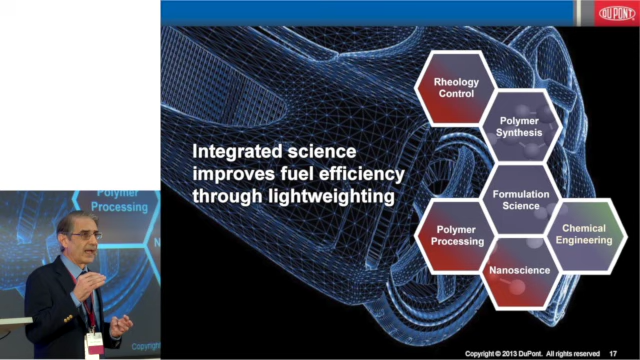 DUPONT
Integrated science
improves fuel efficiency
through lightweighting
Rheology
Control
Polymer
Synthesis
Formulation
Science
Polymer
Processing
Chemical
Engineering
Nanoscience
Polymer
Processing
N
Copyright
Copyright © 2013 DuPont. All rights reserved 17